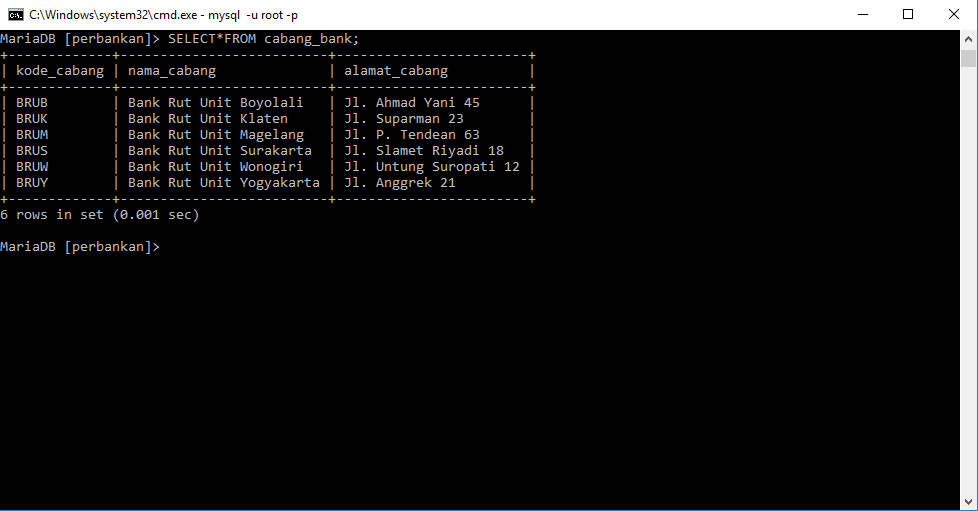 C:\Windows\system32\cmd.exe - mysql  -u root -p
MariaDB [perbankan]> SELECT*FROM cabang_bank;
+-------------+--------------------------+-------------------------+
| kode_cabang | nama_cabang              | alamat_cabang           |
+-------------+--------------------------+-------------------------+
| BRUB        | Bank Rut Unit Boyolali   | Jl. Ahmad Yani 45       |
| BRUK        | Bank Rut Unit Klaten     | Jl. Suparman 23         |
| BRUM        | Bank Rut Unit Magelang   | Jl. P. Tendean 63       |
| BRUS        | Bank Rut Unit Surakarta  | Jl. Slamet Riyadi 18    |
| BRUW        | Bank Rut Unit Wonogiri   | Jl. Untung Suropati 12  |
| BRUY        | Bank Rut Unit Yogyakarta | Jl. Anggrek 21          |
+-------------+--------------------------+-------------------------+
6 rows in set (0.001 sec)
MariaDB [perbankan]>